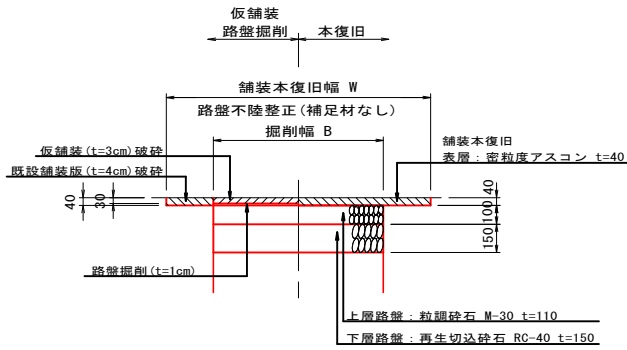 仮舗装
路盤掘削 本復旧
舗装本復旧幅 W
路盤不陸整正(補足材なし)
掘削幅 B
仮舗装(t=3cm)破砕
既設舗装版(t=4cm)破砕
舗装本復旧
表層：密粒度アスコン t=40
40
30
40
100
150
路盤掘削(t=1cm)
上層路盤：粒調砕石 M-30 t=110
下層路盤：再生切込砕石 RC-40 t=150